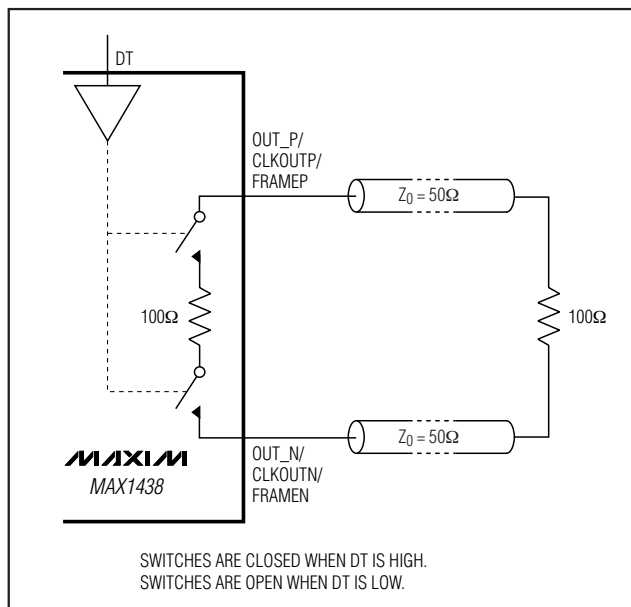 DT
OUT_P/
CLKOUTP/
FRAMEP
Z0 = 50Ω
100Ω
100Ω
Z0 = 50Ω
OUT_N/
CLKOUTN/
FRAMEN
MAXIM
MAX1438
SWITCHES ARE CLOSED WHEN DT IS HIGH.
SWITCHES ARE OPEN WHEN DT IS LOW.